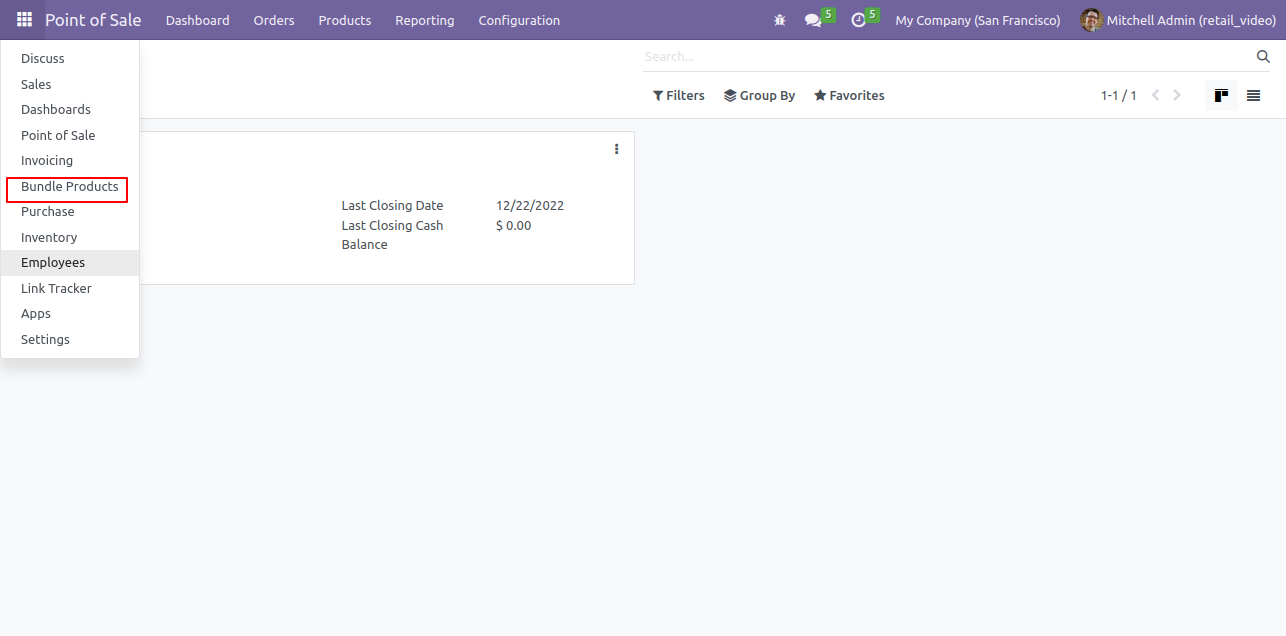 Point of Sale Dashboard Orders Products Reporting Configuration 5 5 My Company (San Francisco) Mitchell Admin (retail_video)
Search...
Filters Group By Favorites 1-1 / 1
Discuss
Sales
Dashboards
Point of Sale
Invoicing
Bundle Products
Purchase
Inventory
Employees
Link Tracker
Apps
Settings
Last Closing Date 12/22/2022
Last Closing Cash $ 0.00
Balance